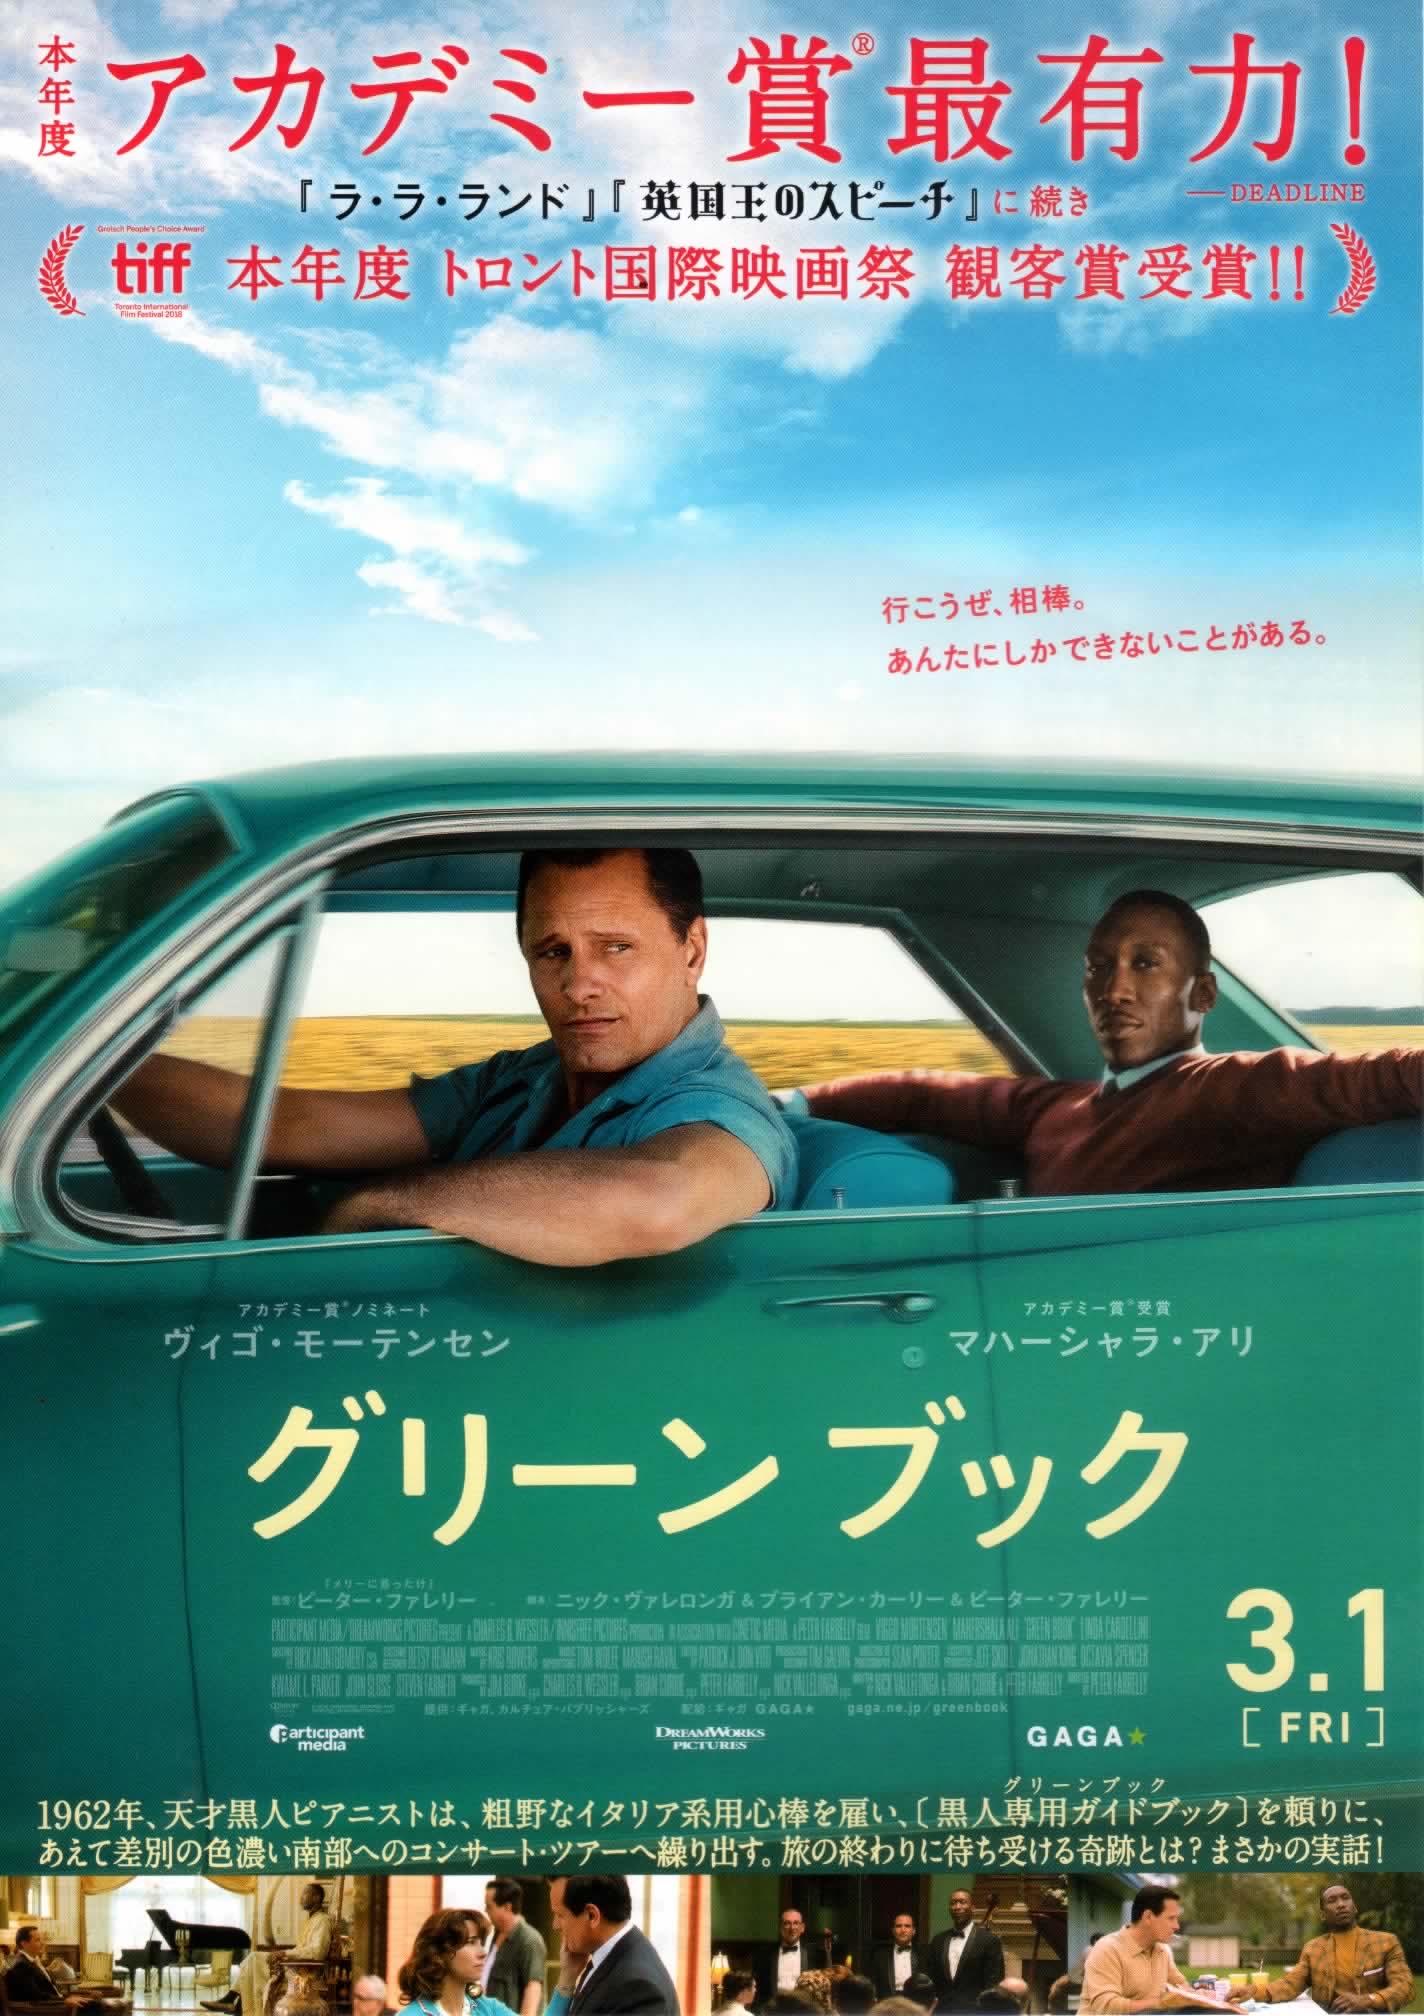 本年度
アカデミー賞®最有力!
『ラ・ラ・ランド』『英国王のスピーチ』に続き
—DEADLINE
Grolsch People's Choice Award
tiff
Toronto International
Film Festival 2018
本年度 トロント国際映画祭 観客賞受賞!!
行こうぜ、相棒。
あんたにしかできないことがある。
アカデミー賞®ノミネート
ヴィゴ・モーテンセン
アカデミー賞®受賞
マハーシャラ・アリ
グリーンブック
『メリーに首ったけ』
監督:ピーター・ファレリー 脚本:ニック・ヴァレロンガ&ブライアン・カーリー&ピーター・ファレリー
提供:ギャガ、カルチュア・パブリッシャーズ 配給:ギャガ GAGA★ gaga.ne.jp/greenbook
participant
media
DREAMWORKS
PICTURES
GAGA★
3.1
[FRI]
グリーンブック
1962年、天才黒人ピアニストは、粗野なイタリア系用心棒を雇い、〔黒人専用ガイドブック〕を頼りに、
あえて差別の色濃い南部へのコンサート・ツアーへ繰り出す。旅の終わりに待ち受ける奇跡とは?まさかの実話!